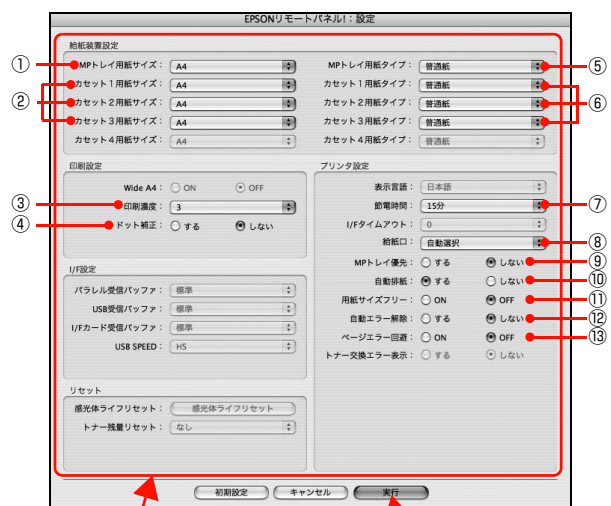 EPSONリモートパネル!:設定
給紙装置設定
① MPトレイ用紙サイズ: A4
MPトレイ用紙タイプ: 普通紙 ⑤
カセット1用紙サイズ: A4
カセット1用紙タイプ: 普通紙
② カセット2用紙サイズ: A4
カセット2用紙タイプ: 普通紙 ⑥
カセット3用紙サイズ: A4
カセット3用紙タイプ: 普通紙
カセット4用紙サイズ: A4
カセット4用紙タイプ: 普通紙
印刷設定
Wide A4: ON OFF
③ 印刷濃度: 3
④ ドット補正: する しない
I/F設定
パラレル受信バッファ: 標準
USB受信バッファ: 標準
I/Fカード受信バッファ: 標準
USB SPEED: HS
リセット
感光体ライフリセット: 感光体ライフリセット
トナー残量リセット: なし
プリンタ設定
表示言語: 日本語
節電時間: 15分 ⑦
I/Fタイムアウト: 0
給紙口: 自動選択 ⑧
MPトレイ優先: する しない ⑨
自動排紙: する しない ⑩
用紙サイズフリー: ON OFF ⑪
自動エラー解除: する しない ⑫
ページエラー回避: ON OFF ⑬
トナー交換エラー表示: する しない
初期設定 キャンセル 実行